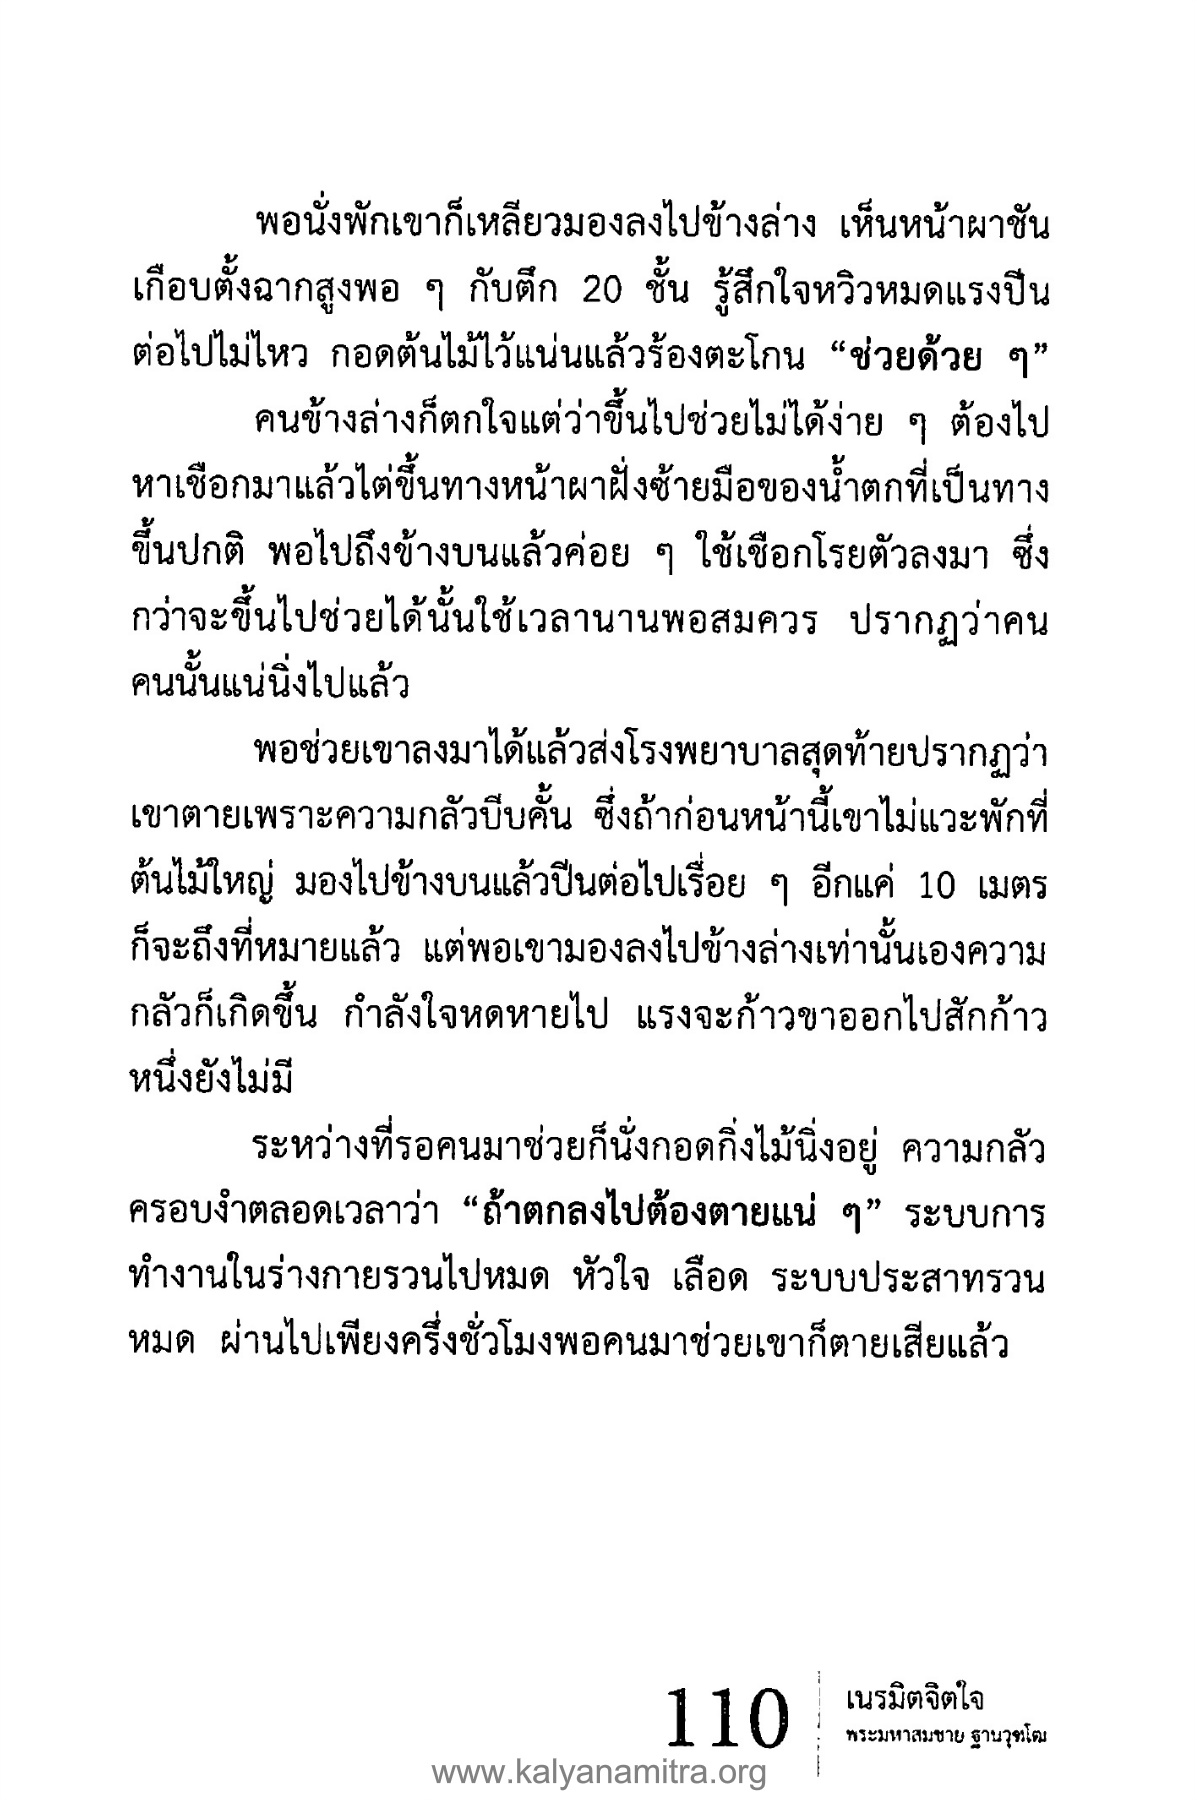 พอนั่งพักเขาก็เหลียวมองลงไปข้างล่าง เห็นหน้าผาชัน
เกือบตั้งฉากสูงพอ ๆ กับตึก 20 ชั้น รู้สึกใจหวิวหมดแรงปีน
ต่อไปไม่ไหว กอดต้นไม้ไว้แน่นแล้วร้องตะโกน “ช่วยด้วย ๆ”
คนข้างล่างก็ตกใจแต่ว่าขึ้นไปช่วยไม่ได้ง่าย ๆ ต้องไป
หาเชือกมาแล้วไต่ขึ้นทางหน้าผาฝั่งซ้ายมือของน้ำตกที่เป็นทาง
ขึ้นปกติ พอไปถึงข้างบนแล้วค่อย ๆ ใช้เชือกโรยตัวลงมา ซึ่ง
กว่าจะขึ้นไปช่วยได้นั้นใช้เวลานานพอสมควร ปรากฏว่าคน
คนนั้นแน่นิ่งไปแล้ว
พอช่วยเขาลงมาได้แล้วส่งโรงพยาบาลสุดท้ายปรากฏว่า
เขาตายเพราะความกลัวบีบคั้น ซึ่งถ้าก่อนหน้านี้เขาไม่แวะพักที่
ต้นไม้ใหญ่ มองไปข้างบนแล้วปีนต่อไปเรื่อย ๆ อีกแค่ 10 เมตร
ก็จะถึงที่หมายแล้ว แต่พอเขามองลงไปข้างล่างเท่านั้นเองความ
กลัวก็เกิดขึ้น กำลังใจหดหายไป แรงจะก้าวขาออกไปสักก้าว
หนึ่งยังไม่มี
ระหว่างที่รอคนมาช่วยก็นั่งกอดกิ่งไม้นิ่งอยู่ ความกลัว
ครอบงำตลอดเวลาว่า “ถ้าตกลงไปต้องตายแน่ ๆ” ระบบการ
ทำงานในร่างกายรวนไปหมด หัวใจ เลือด ระบบประสาทรวน
หมด ผ่านไปเพียงครึ่งชั่วโมงพอคนมาช่วยเขาก็ตายเสียแล้ว
110
เนรมิตจิตใจ
พระมหาสมชาย ฐานวุฑโฒ
www.kalyanamitra.org